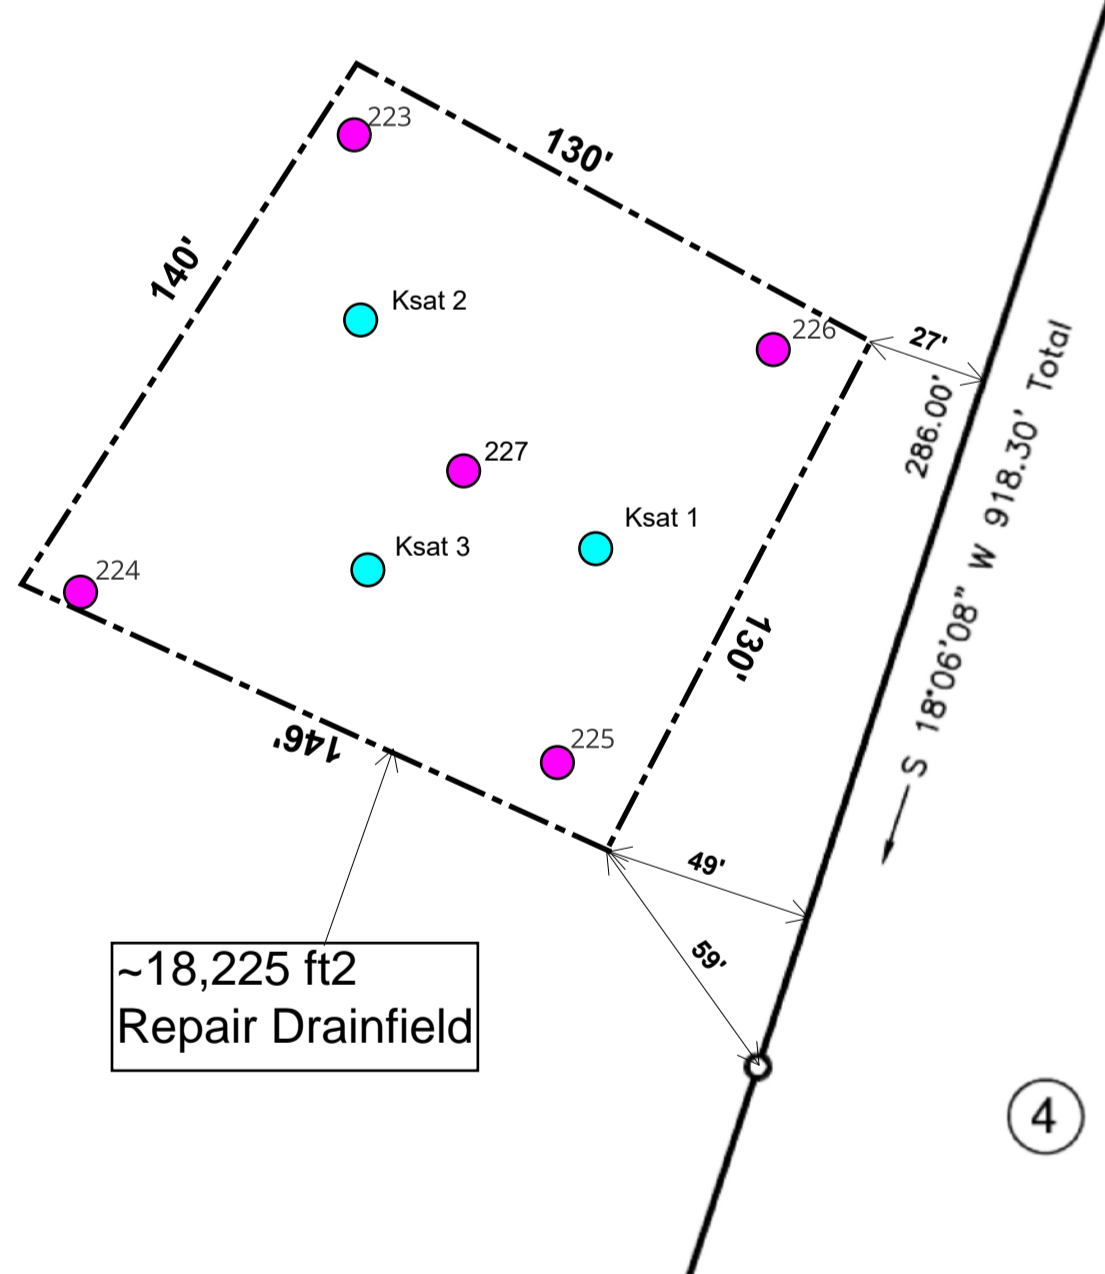 223
130'
140'
Ksat 2
226
27'
286.00'
S 18°06'08" W 918.30' Total
227
Ksat 1
Ksat 3
224
130'
225
146'
49'
59'
~18,225 ft2
Repair Drainfield
4